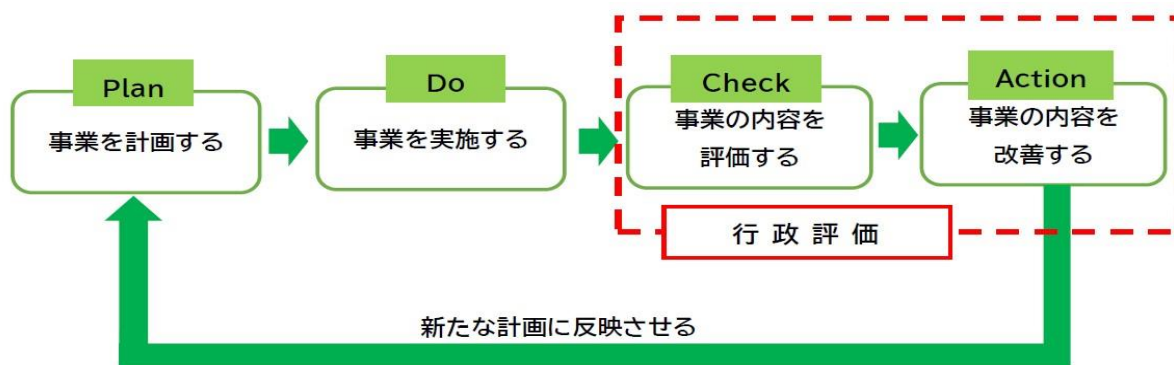 Plan
事業を計画する
Do
事業を実施する
Check
事業の内容を
評価する
Action
事業の内容を
改善する
行政評価
新たな計画に反映させる